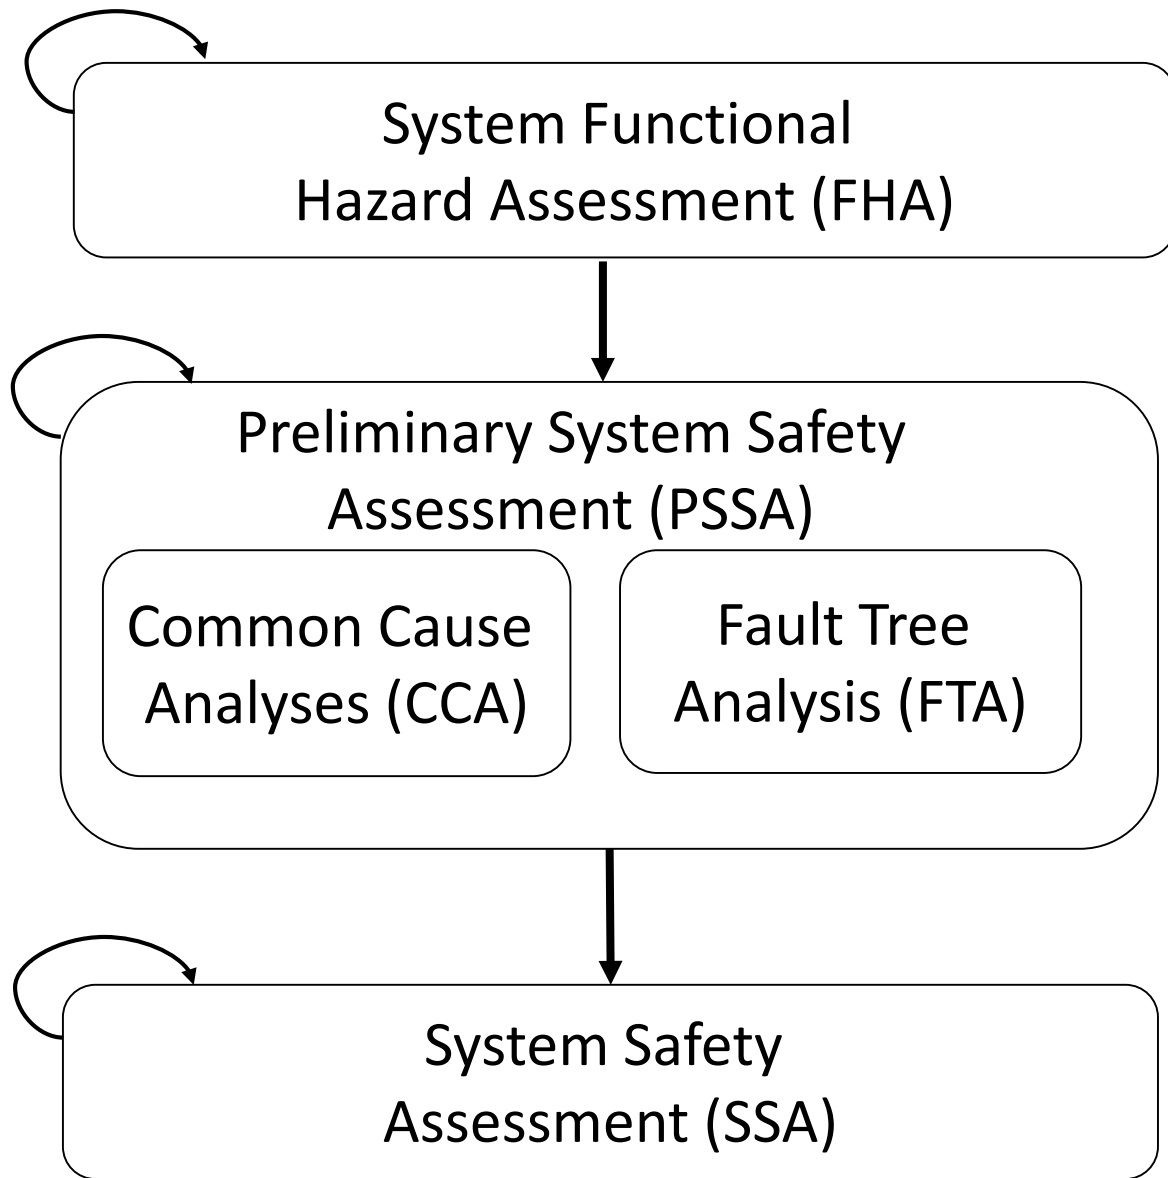 System Functional
Hazard Assessment (FHA)
Preliminary System Safety
Assessment (PSSA)
Common Cause
Analyses (CCA)
Fault Tree
Analysis (FTA)
System Safety
Assessment (SSA)